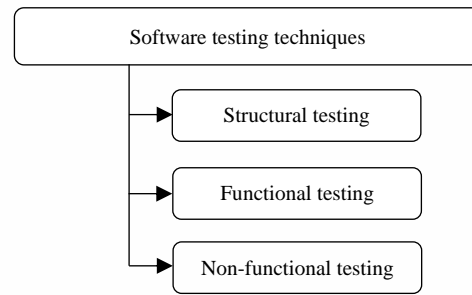 Software testing techniques
Structural testing
Functional testing
Non-functional testing